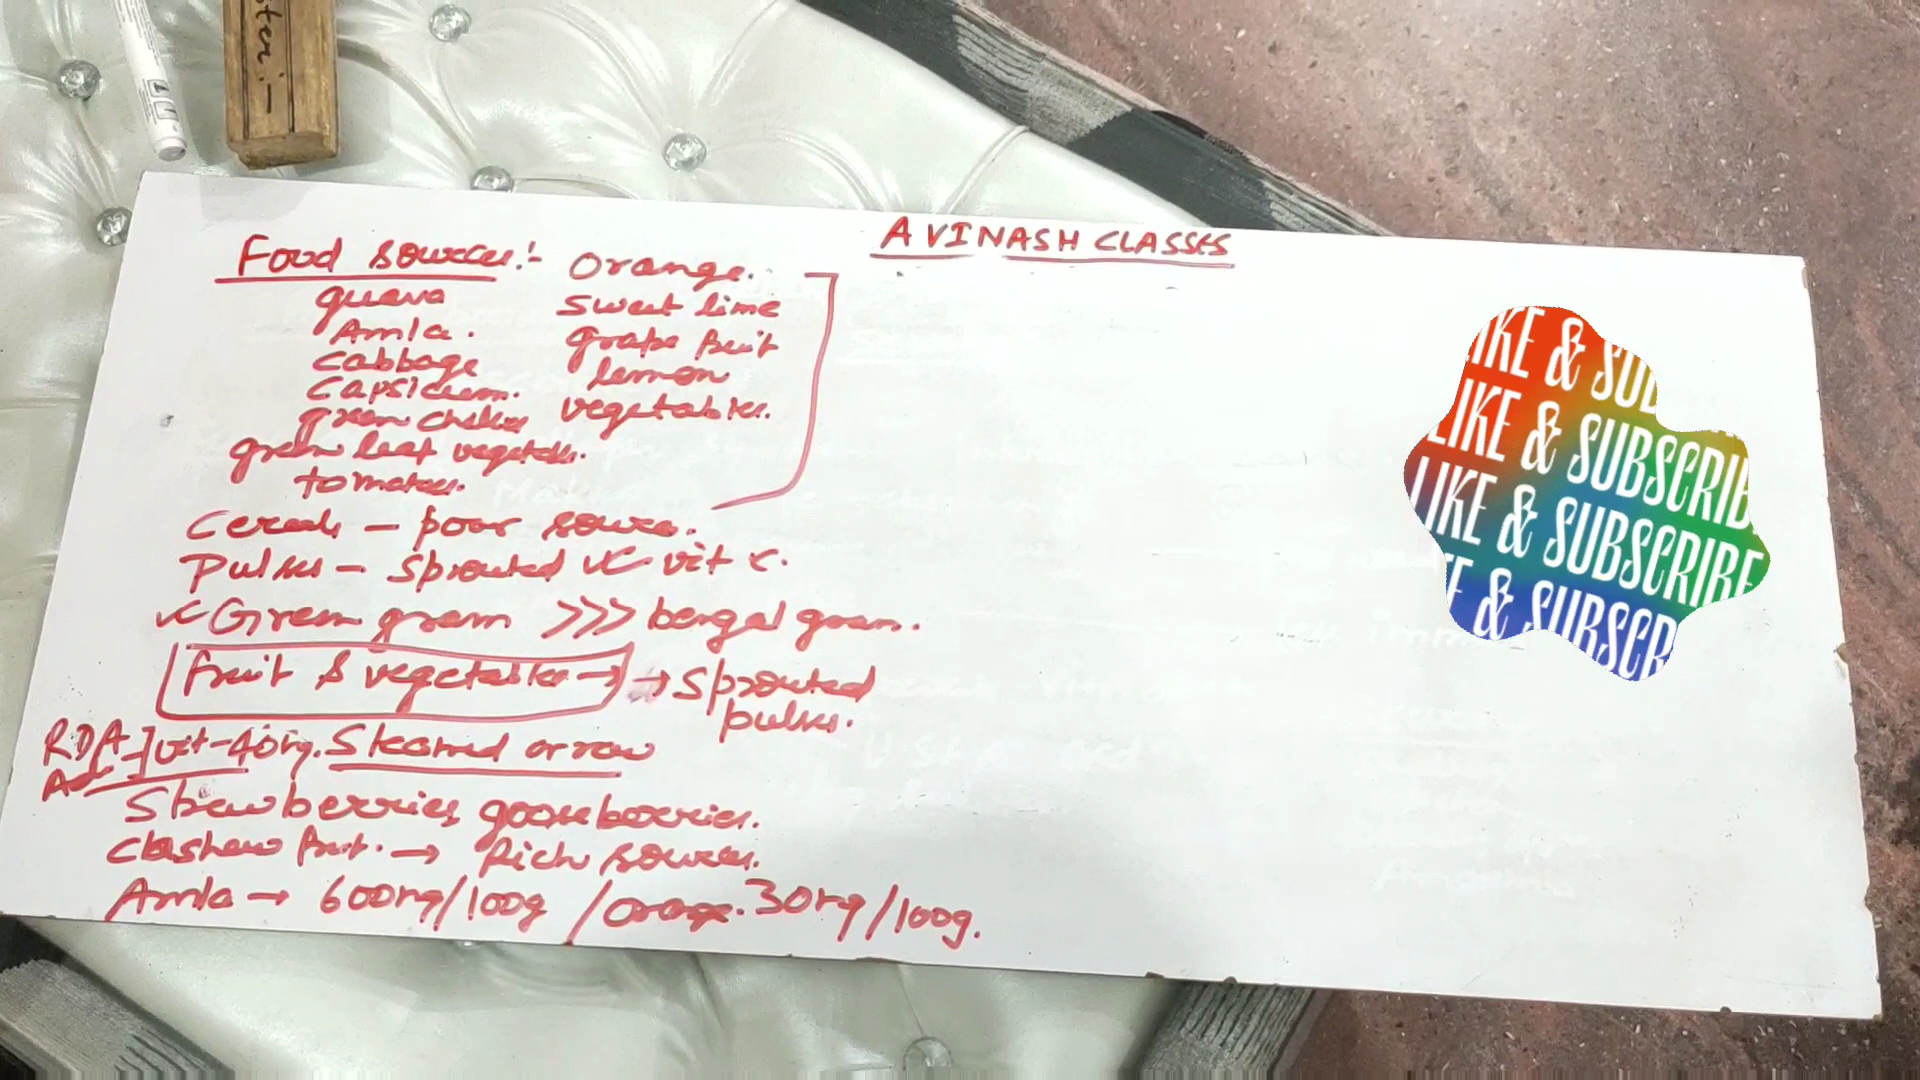 ster:-
AVINASH CLASSES
Food sources:-
guava
Amla.
cabbage
capsicum.
green chillies
green leaf vegetables.
tomatoes.
Orange.
sweet lime
grape fruit
lemon
vegetables.
Cereals - poor source.
Pulses - sprouted vit c.
Green gram >>> bengal gram.
fruit & vegetables → → sprouted
pulses.
RDA vit - 40mg. Steamed or raw
Strawberries, gooseberries.
Cashew fruit. → Rich sources.
Amla → 600mg/100g / orange. 30mg/100g.
LIKE & SUBSCRIBE
LIKE & SUBSCRIBE
LIKE & SUBSCRIBE